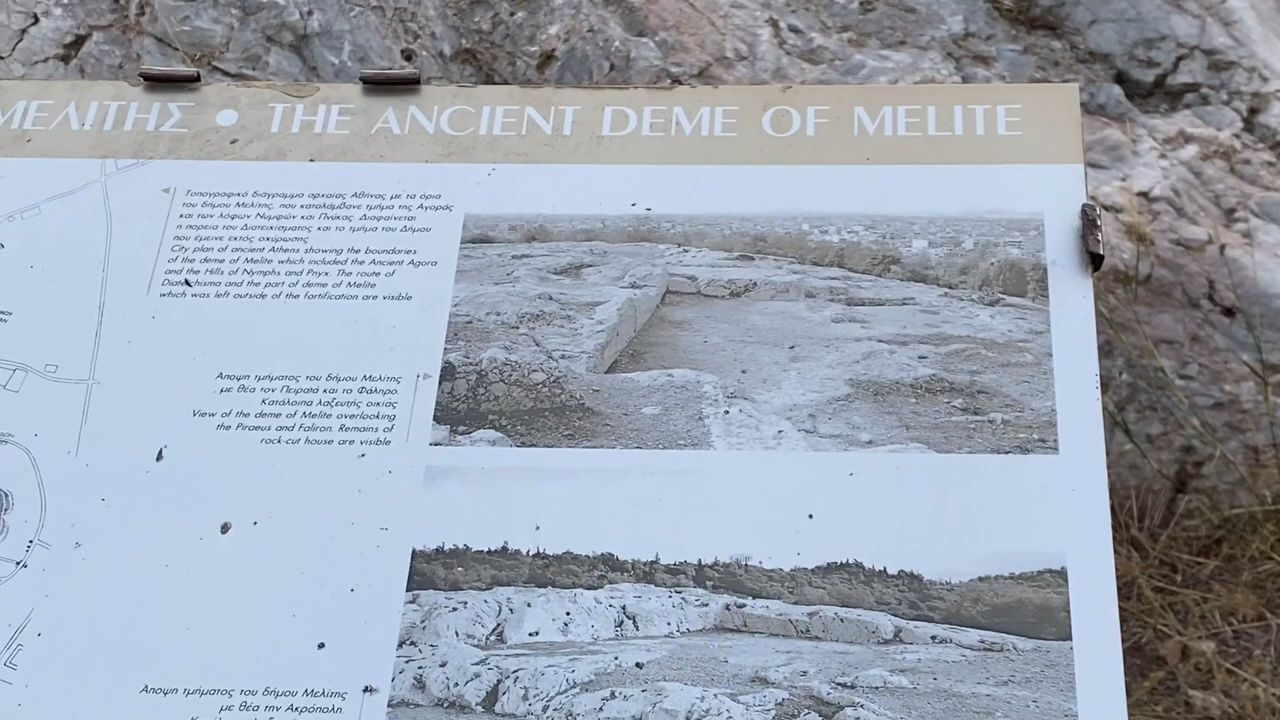 ΜΕΛΙΤΗΣ • THE ANCIENT DEME OF MELITE
Τοπογραφικό διάγραμμα αρχαίας Αθήνας με τα όρια
του δήμου Μελίτης, που καταλάμβανε τμήμα της Αγοράς
και των λόφων Νυμφών και Πνύκας. Διαφαίνεται
η πορεία του Διατειχίσματος και το τμήμα του Δήμου
που έμεινε εκτός οχύρωσης
City plan of ancient Athens showing the boundaries
of the deme of Melite which included the Ancient Agora
and the Hills of Nymphs and Pnyx. The route of
Diateichisma and the part of deme of Melite
which was left outside of the fortification are visible
Άποψη τμήματος του δήμου Μελίτης
με θέα τον Πειραιά και το Φάληρο.
Κατάλοιπα λαξευτής οικίας
View of the deme of Melite overlooking
the Piraeus and Faliron. Remains of
rock-cut house are visible
Άποψη τμήματος του δήμου Μελίτης
με θέα την Ακρόπολη.